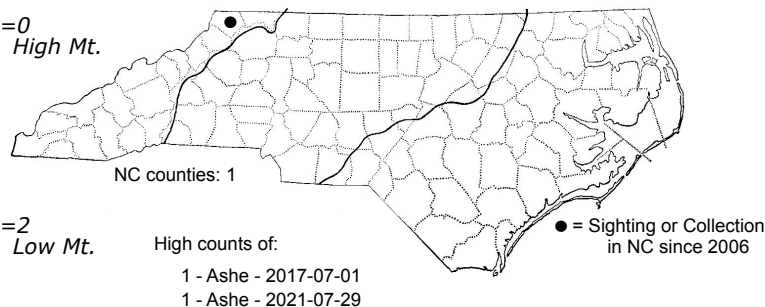 =0
High Mt.
NC counties: 1
=2
Low Mt.
High counts of:
1 - Ashe - 2017-07-01
1 - Ashe - 2021-07-29
● = Sighting or Collection
in NC since 2006